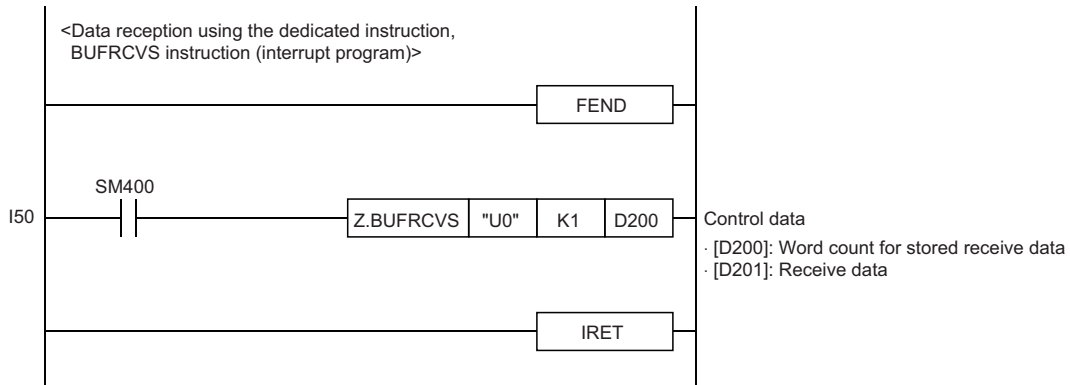 <Data reception using the dedicated instruction,
BUFRCVS instruction (interrupt program)>
FEND
SM400
I50
Z.BUFRCVS "U0" K1 D200
Control data
· [D200]: Word count for stored receive data
· [D201]: Receive data
IRET